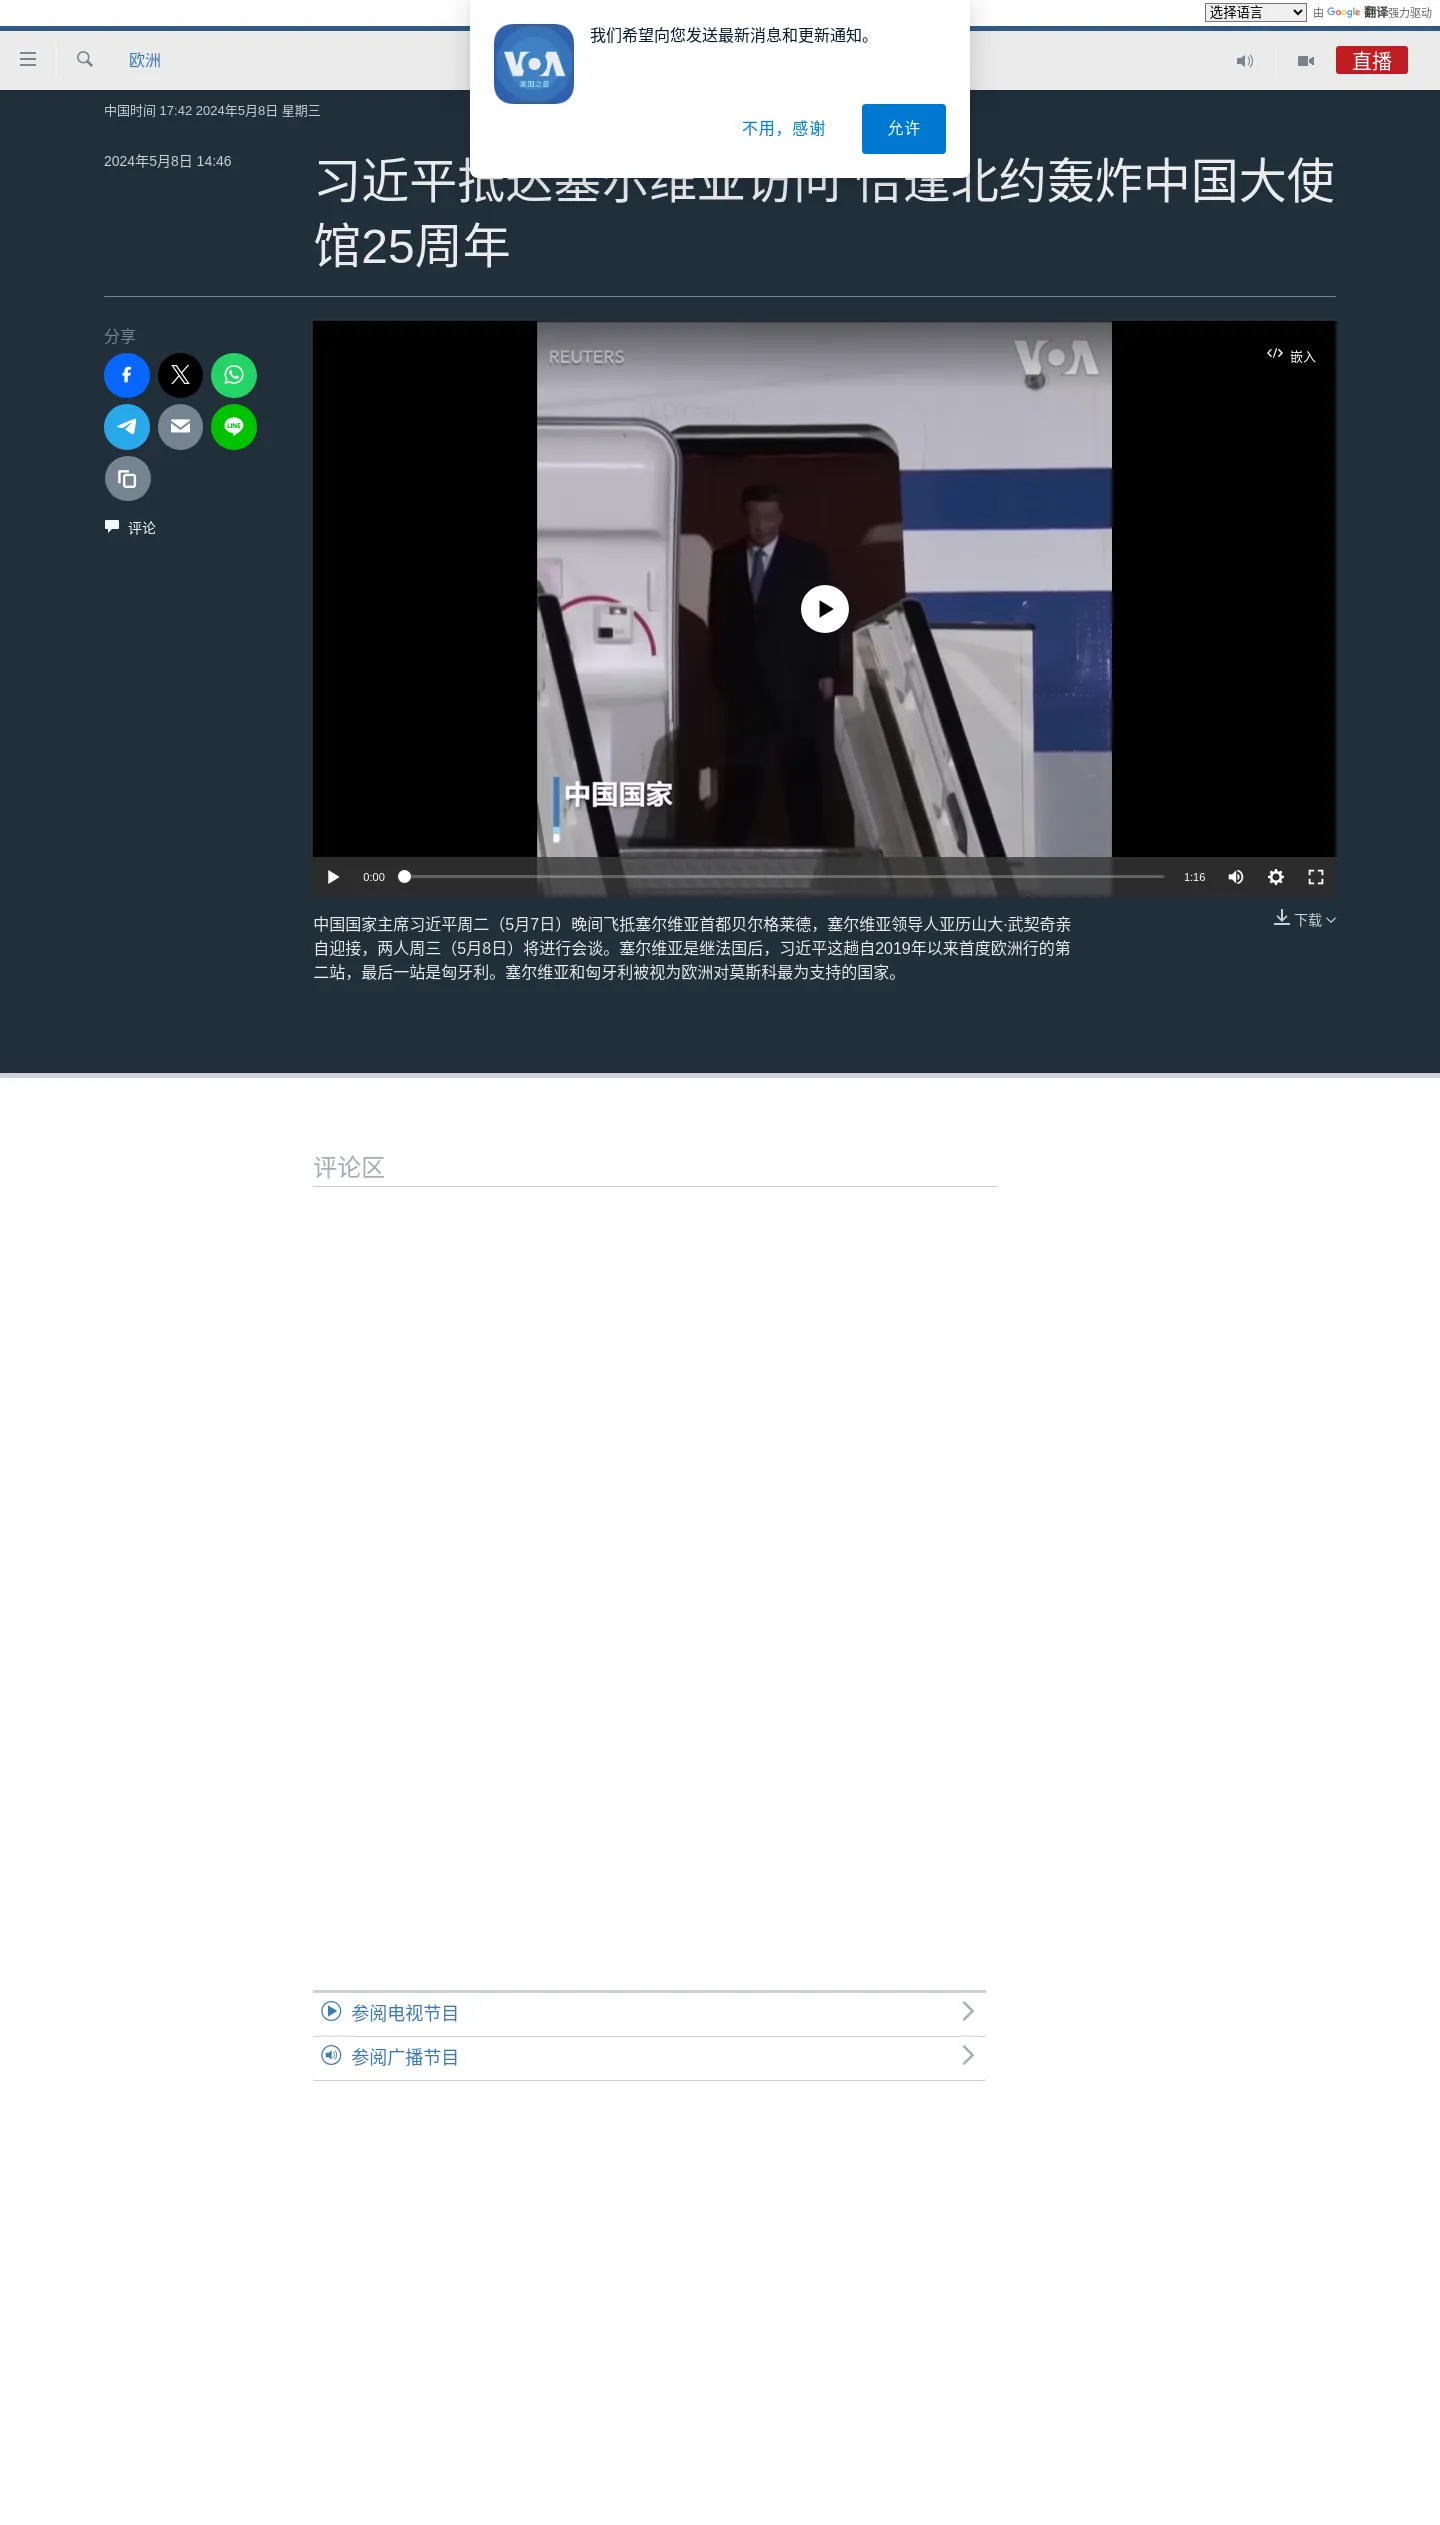 选择语言 由 Google 翻译强力驱动
我们希望向您发送最新消息和更新通知。
VOA
美国之音
不用，感谢 允许
欧洲
直播
中国时间 17:42 2024年5月8日 星期三
2024年5月8日 14:46
习近平抵达塞尔维亚访问 恰逢北约轰炸中国大使
馆25周年
分享
REUTERS
VOA
嵌入
LINE
评论
中国国家
0:00 1:16
下载
中国国家主席习近平周二（5月7日）晚间飞抵塞尔维亚首都贝尔格莱德，塞尔维亚领导人亚历山大·武契奇亲
自迎接，两人周三（5月8日）将进行会谈。塞尔维亚是继法国后，习近平这趟自2019年以来首度欧洲行的第
二站，最后一站是匈牙利。塞尔维亚和匈牙利被视为欧洲对莫斯科最为支持的国家。
评论区
参阅电视节目
参阅广播节目